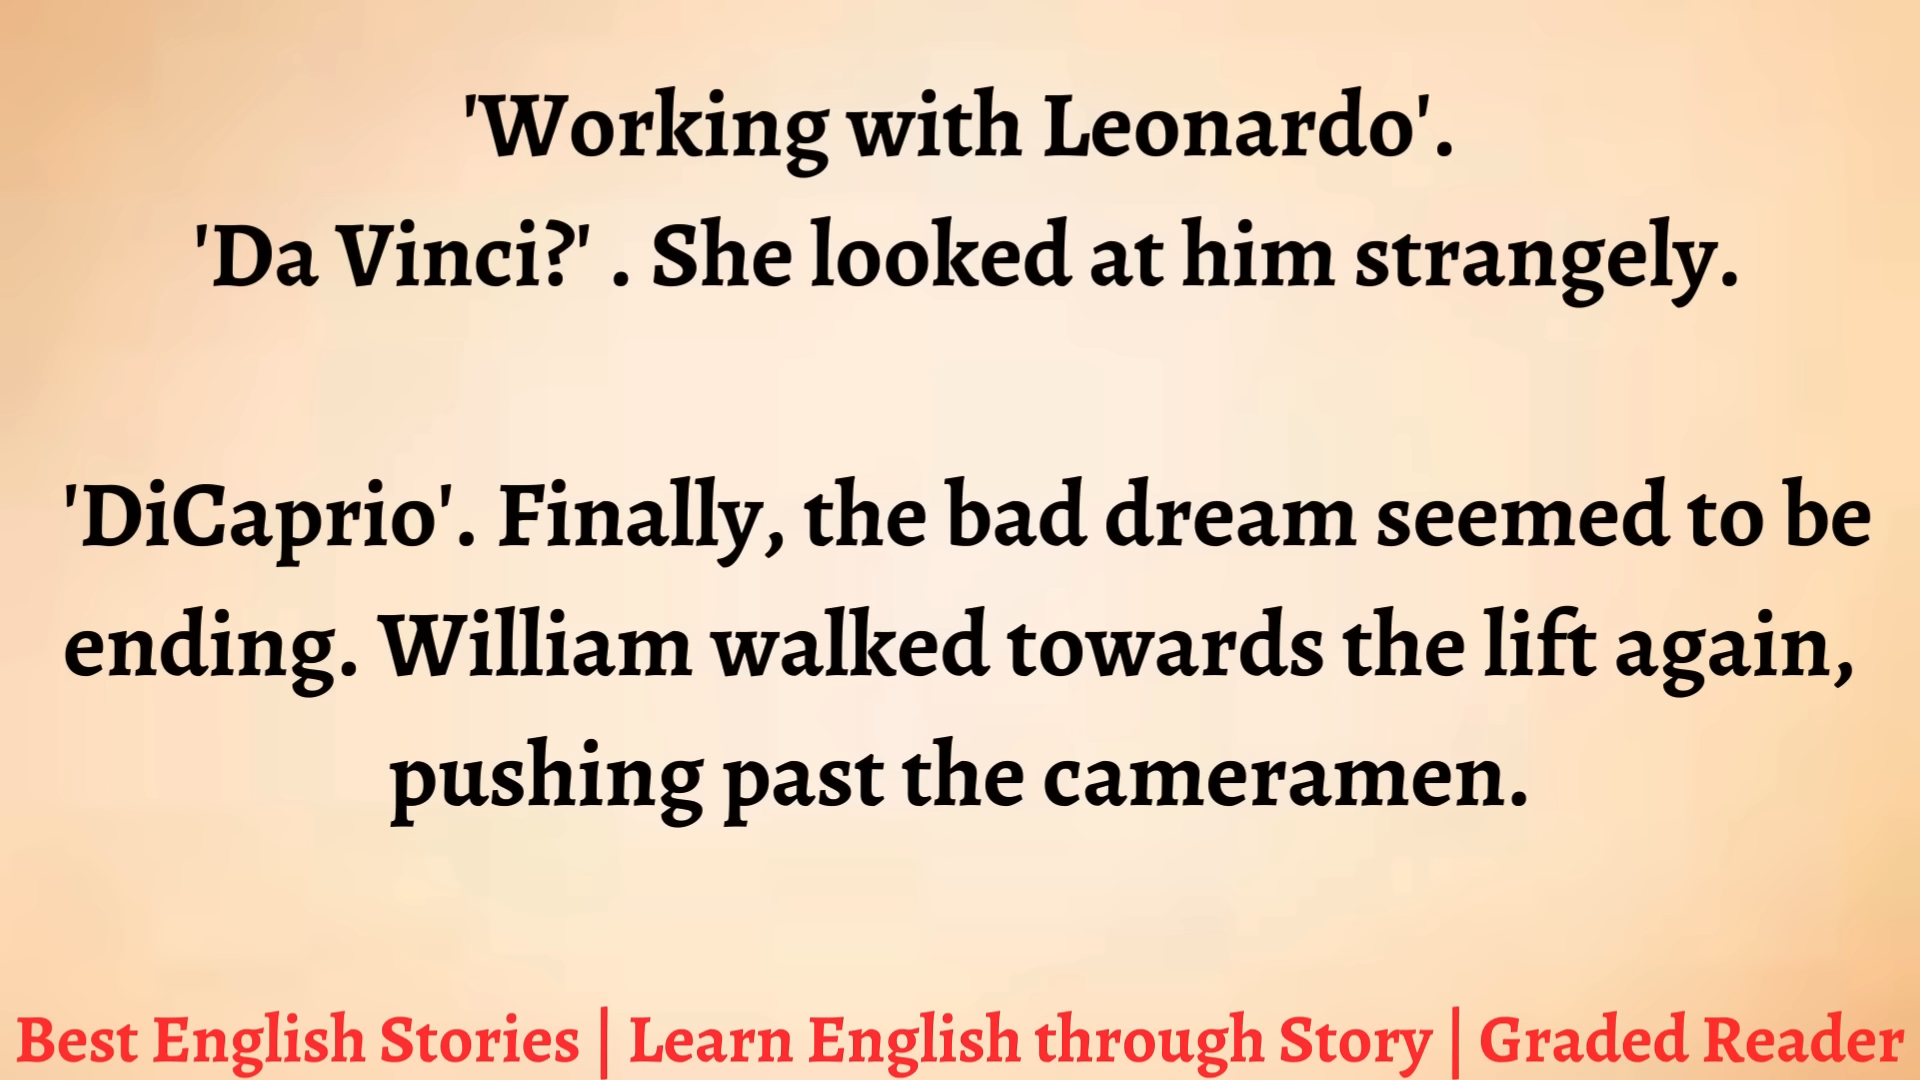 'Working with Leonardo'.
'Da Vinci?' . She looked at him strangely.
'DiCaprio'. Finally, the bad dream seemed to be
ending. William walked towards the lift again,
pushing past the cameramen.
Best English Stories | Learn English through Story | Graded Reader